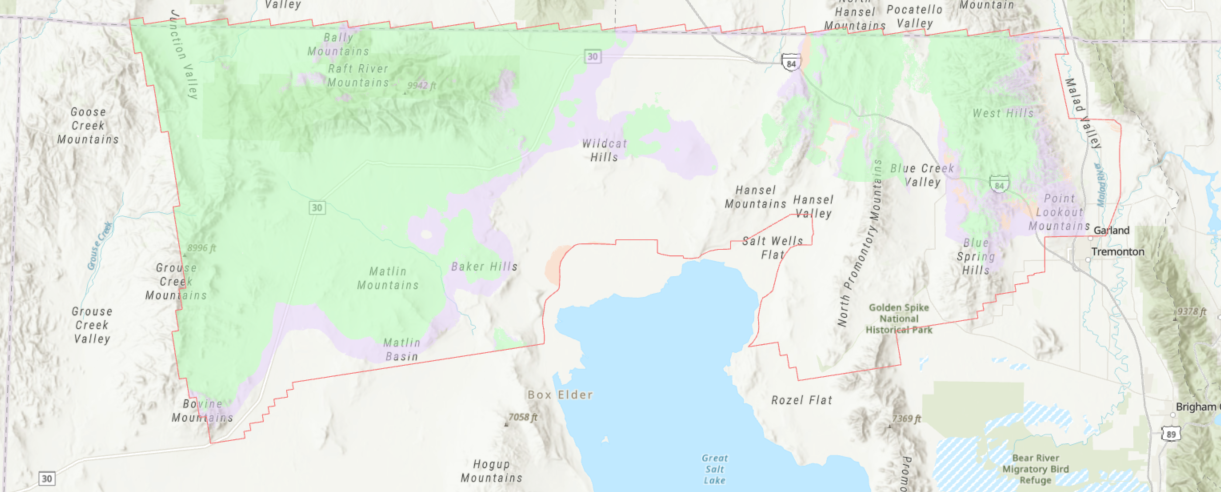 Valley
North
Hansel
Mountains
Pocatello
Valley
Mountain
Junction Valley
Bally
Mountains
30
84
Raft River
Mountains
9942 ft
Malad Valley
Goose
Creek
Mountains
West Hills
Wildcat
Hills
Blue Creek
Valley
84
Malad River
Hansel
Mountains
Hansel
Valley
30
Point
Lookout
Mountains
Garland
Grouse Creek
8996 ft
North Promontory Mountains
Salt Wells
Flat
Blue
Spring
Hills
Tremonton
Grouse
Creek
Mountains
Matlin
Mountains
Baker Hills
Grouse
Creek
Valley
Golden Spike
National
Historical Park
9378 ft
Matlin
Basin
Box Elder
Bovine
Mountains
Rozel Flat
7058 ft
7369 ft
Brigham
89
Great
Salt
Lake
Hogup
Mountains
30
Bear River
Migratory Bird
Refuge
Promo